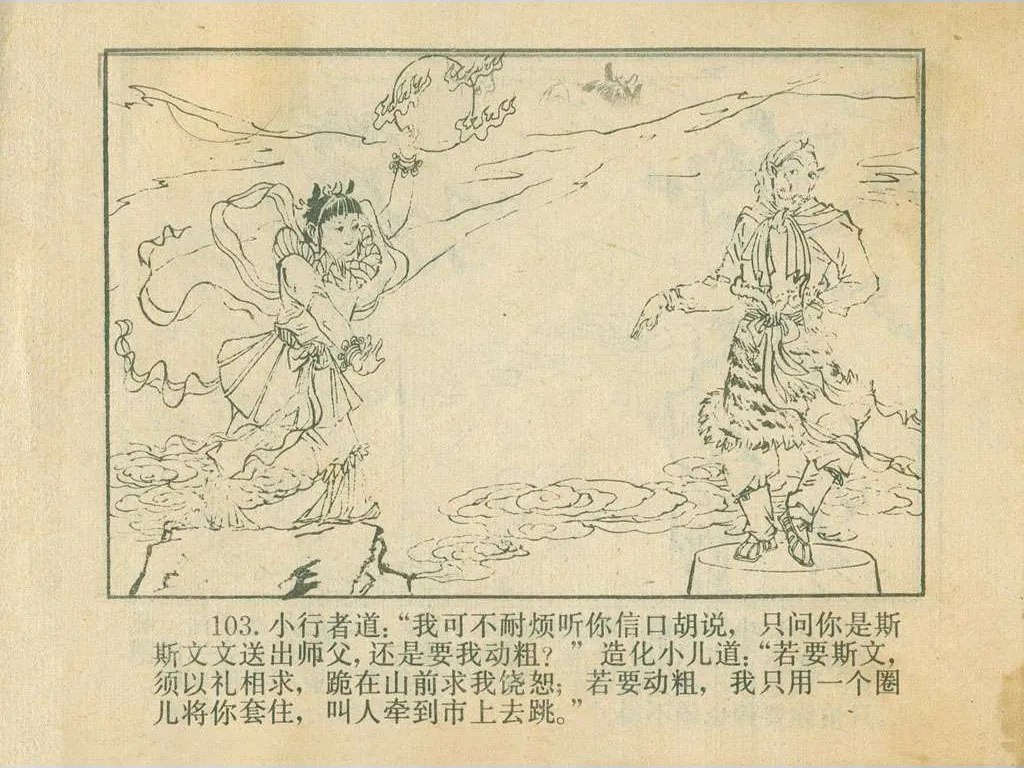 103. 小行者道：“我可不耐烦听你信口胡说，只问你是斯
斯文文送出师父，还是要我动粗？” 造化小儿道：“若要斯文，
须以礼相求，跪在山前求我饶恕；若要动粗，我只用一个圈
儿将你套住，叫人牵到市上去跳。”